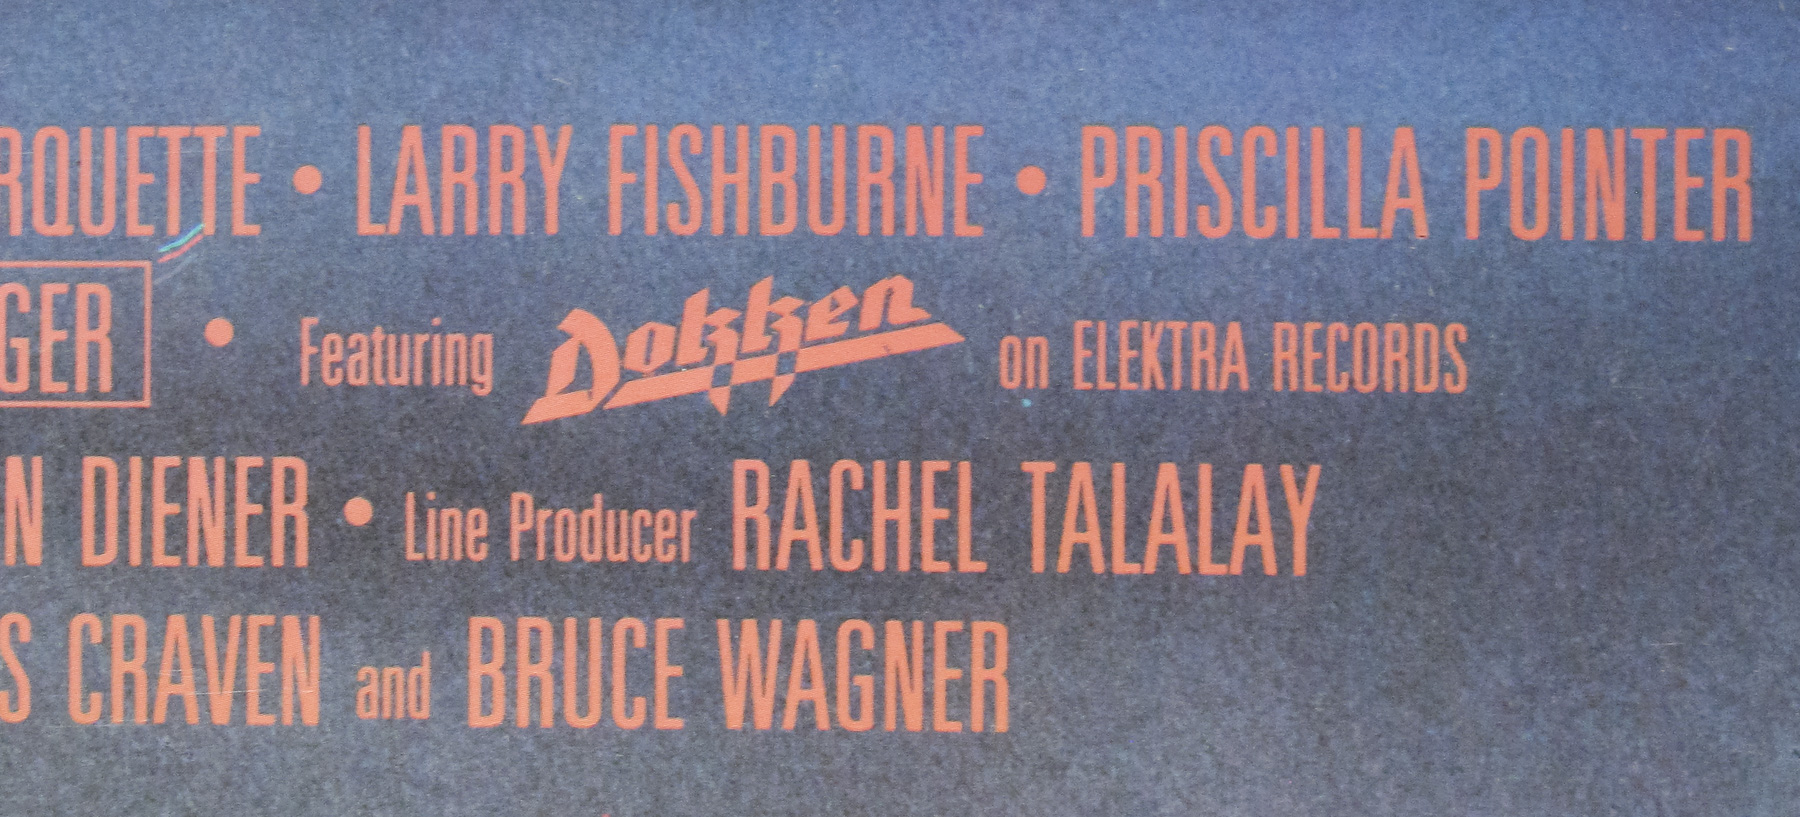 RQUETTE • LARRY FISHBURNE • PRISCILLA POINTER
GER • Featuring Dokken on ELEKTRA RECORDS
N DIENER • Line Producer RACHEL TALALAY
S CRAVEN and BRUCE WAGNER